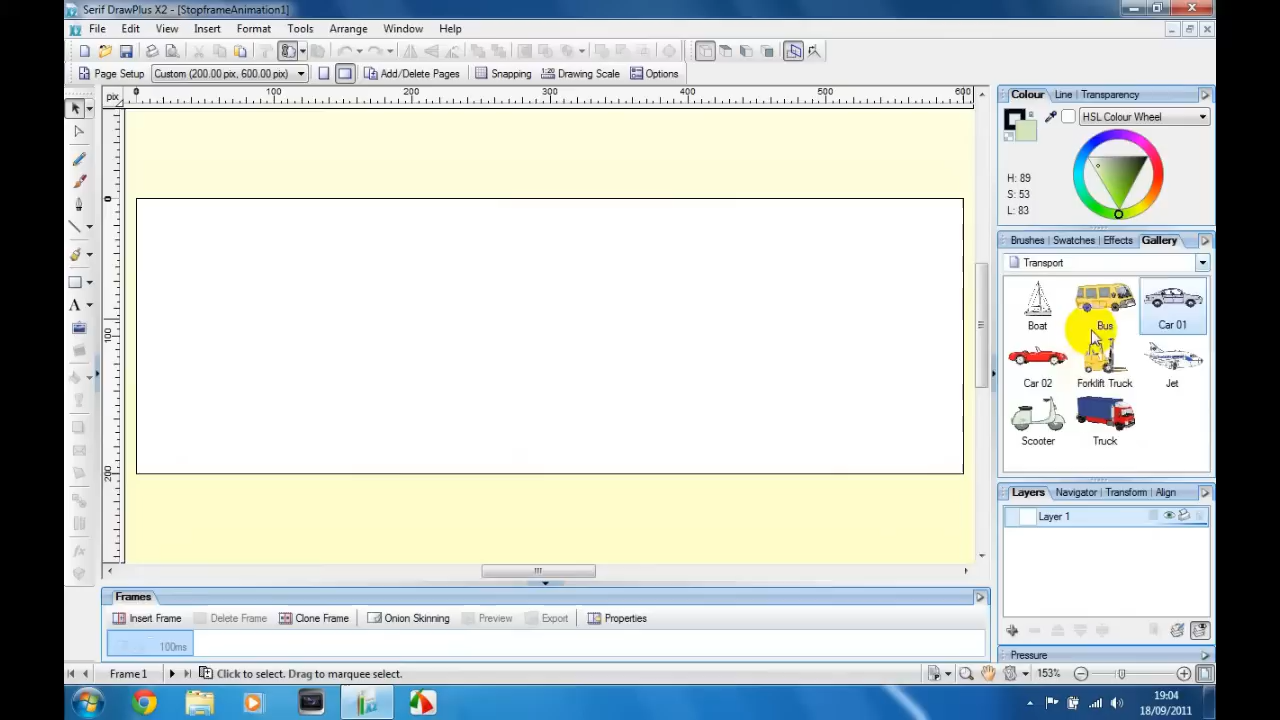 Serif DrawPlus X2 - [StopframeAnimation1]
File Edit View Insert Format Tools Arrange Window Help
Page Setup Custom (200.00 pix, 600.00 pix) Add/Delete Pages Snapping Drawing Scale Options
pix 0 100 200 300 400 500 600
0
100
200
Colour Line Transparency
HSL Colour Wheel
H: 89
S: 53
L: 83
Brushes Swatches Effects Gallery
Transport
Boat Bus Car 01
Car 02 Forklift Truck Jet
Scooter Truck
Layers Navigator Transform Align
Layer 1
Pressure
Frames
Insert Frame Delete Frame Clone Frame Onion Skinning Preview Export Properties
100ms
Frame 1 Click to select. Drag to marquee select. 153%
19:04
18/09/2011